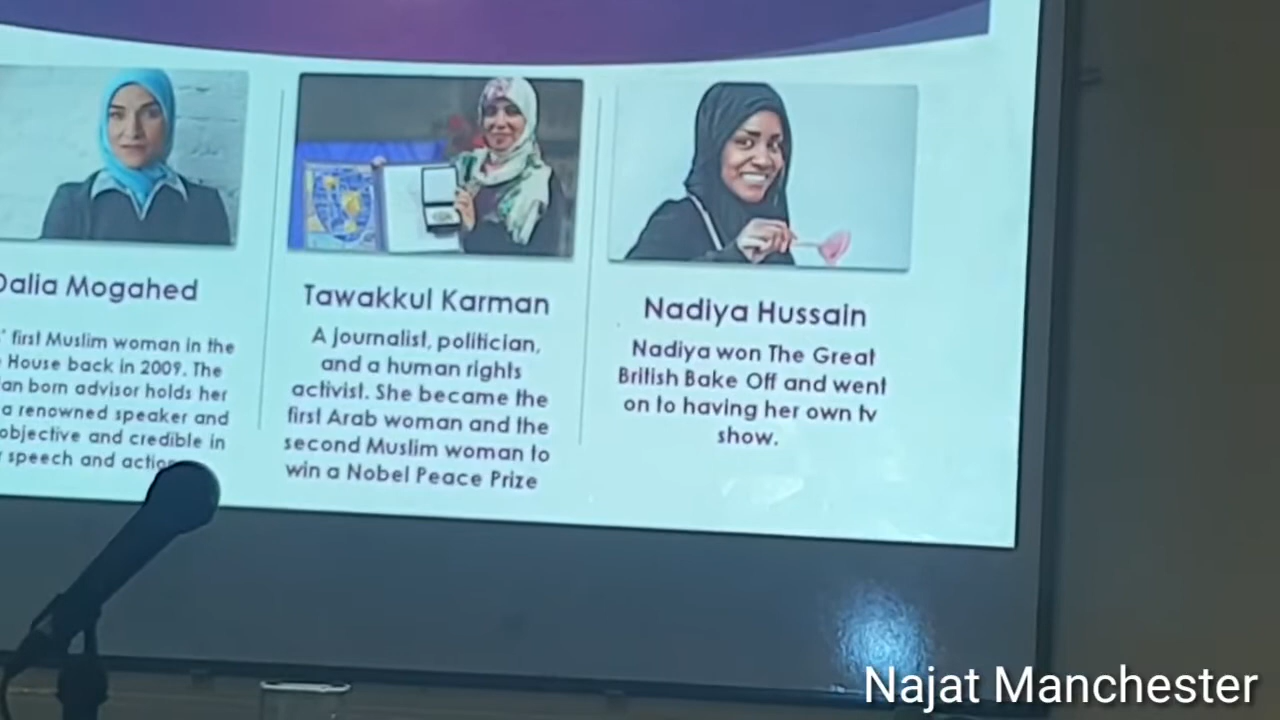 Dalia Mogahed
first Muslim woman in the
House back in 2009. The
born advisor holds her
a renowned speaker and
objective and credible in
speech and
Tawakkul Karman
A journalist, politician,
and a human rights
activist. She became the
first Arab woman and the
second Muslim woman to
win a Nobel Peace Prize
Nadiya Hussain
Nadiya won The Great
British Bake Off and went
on to having her own tv
show.
Najat Manchester